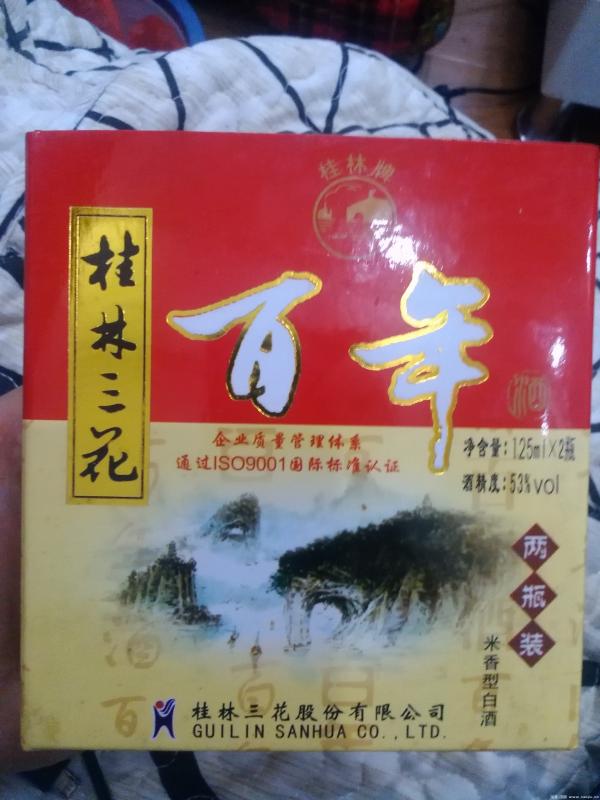 桂林牌
桂林三花
百年
酒
企业质量管理体系
通过ISO9001国际标准认证
净含量:125ml×2瓶
酒精度:53%vol
两瓶装
米香型白酒
桂林三花股份有限公司
GUILIN SANHUA CO.,LTD.